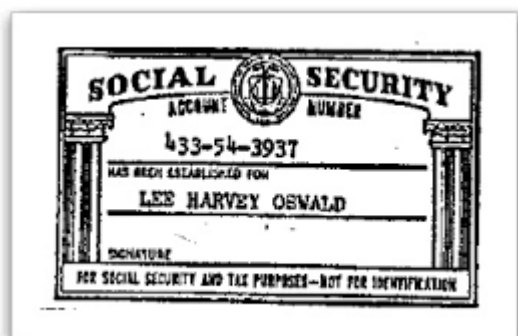 SOCIAL SECURITY
ACCOUNT NUMBER
433-54-3937
HAS BEEN ESTABLISHED FOR
LEE HARVEY OSWALD
SIGNATURE
FOR SOCIAL SECURITY AND TAX PURPOSES—NOT FOR IDENTIFICATION